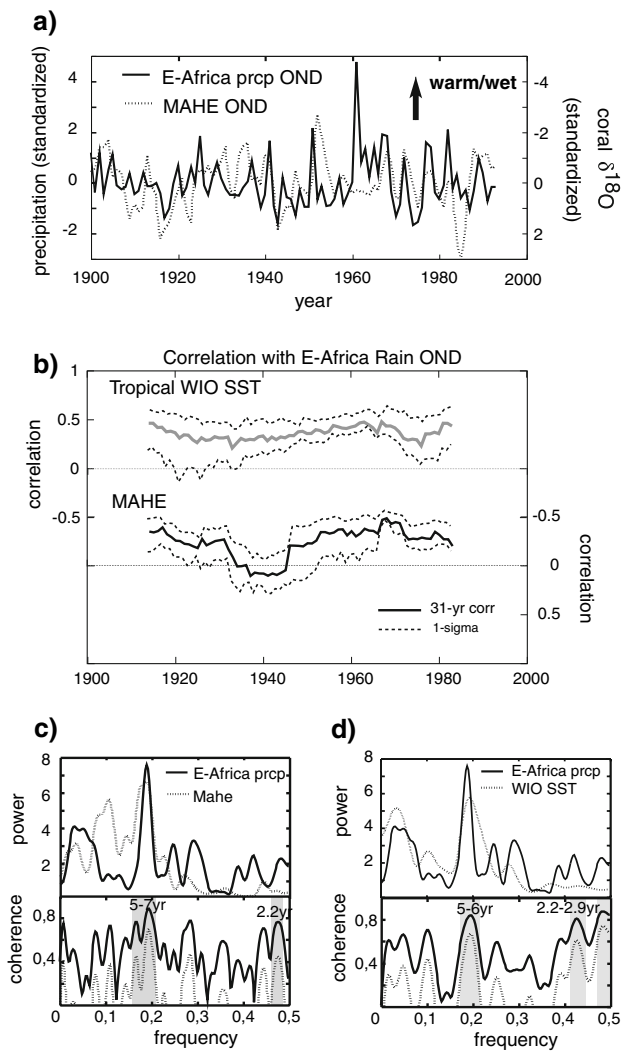 a)
E-Africa prcp OND
MAHE OND
warm/wet
precipitation (standardized)
4
2
0
-2
coral δ18O
(standardized)
-4
-2
0
2
1900
1920
1940
1960
1980
2000
year
b)
Correlation with E-Africa Rain OND
Tropical WIO SST
MAHE
correlation
1
0.5
0
-0.5
-0.5
0
0.5
correlation
31-yr corr
1-sigma
1900
1920
1940
1960
1980
2000
c)
E-Africa prcp
Mahe
power
8
6
4
2
5-7yr
2.2yr
coherence
0,8
0,4
0
0,1
0,2
0,3
0,4
0,5
frequency
d)
E-Africa prcp
WIO SST
power
8
6
4
2
5-6yr
2.2-2.9yr
coherence
0,8
0,4
0
0,1
0,2
0,3
0,4
0,5
frequency